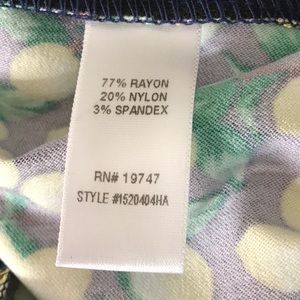 77% RAYON
20% NYLON
3% SPANDEX
RN# 19747
STYLE #1520404HA